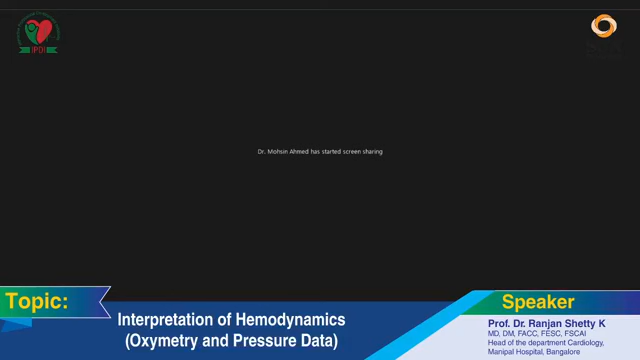 IPDI
Dr. Mohsin Ahmed has started screen sharing
Topic:
Interpretation of Hemodynamics
(Oxymetry and Pressure Data)
Speaker
Prof. Dr. Ranjan Shetty K
MD, DM, FACC, FESC, FSCAI
Head of the department Cardiology,
Manipal Hospital, Bangalore